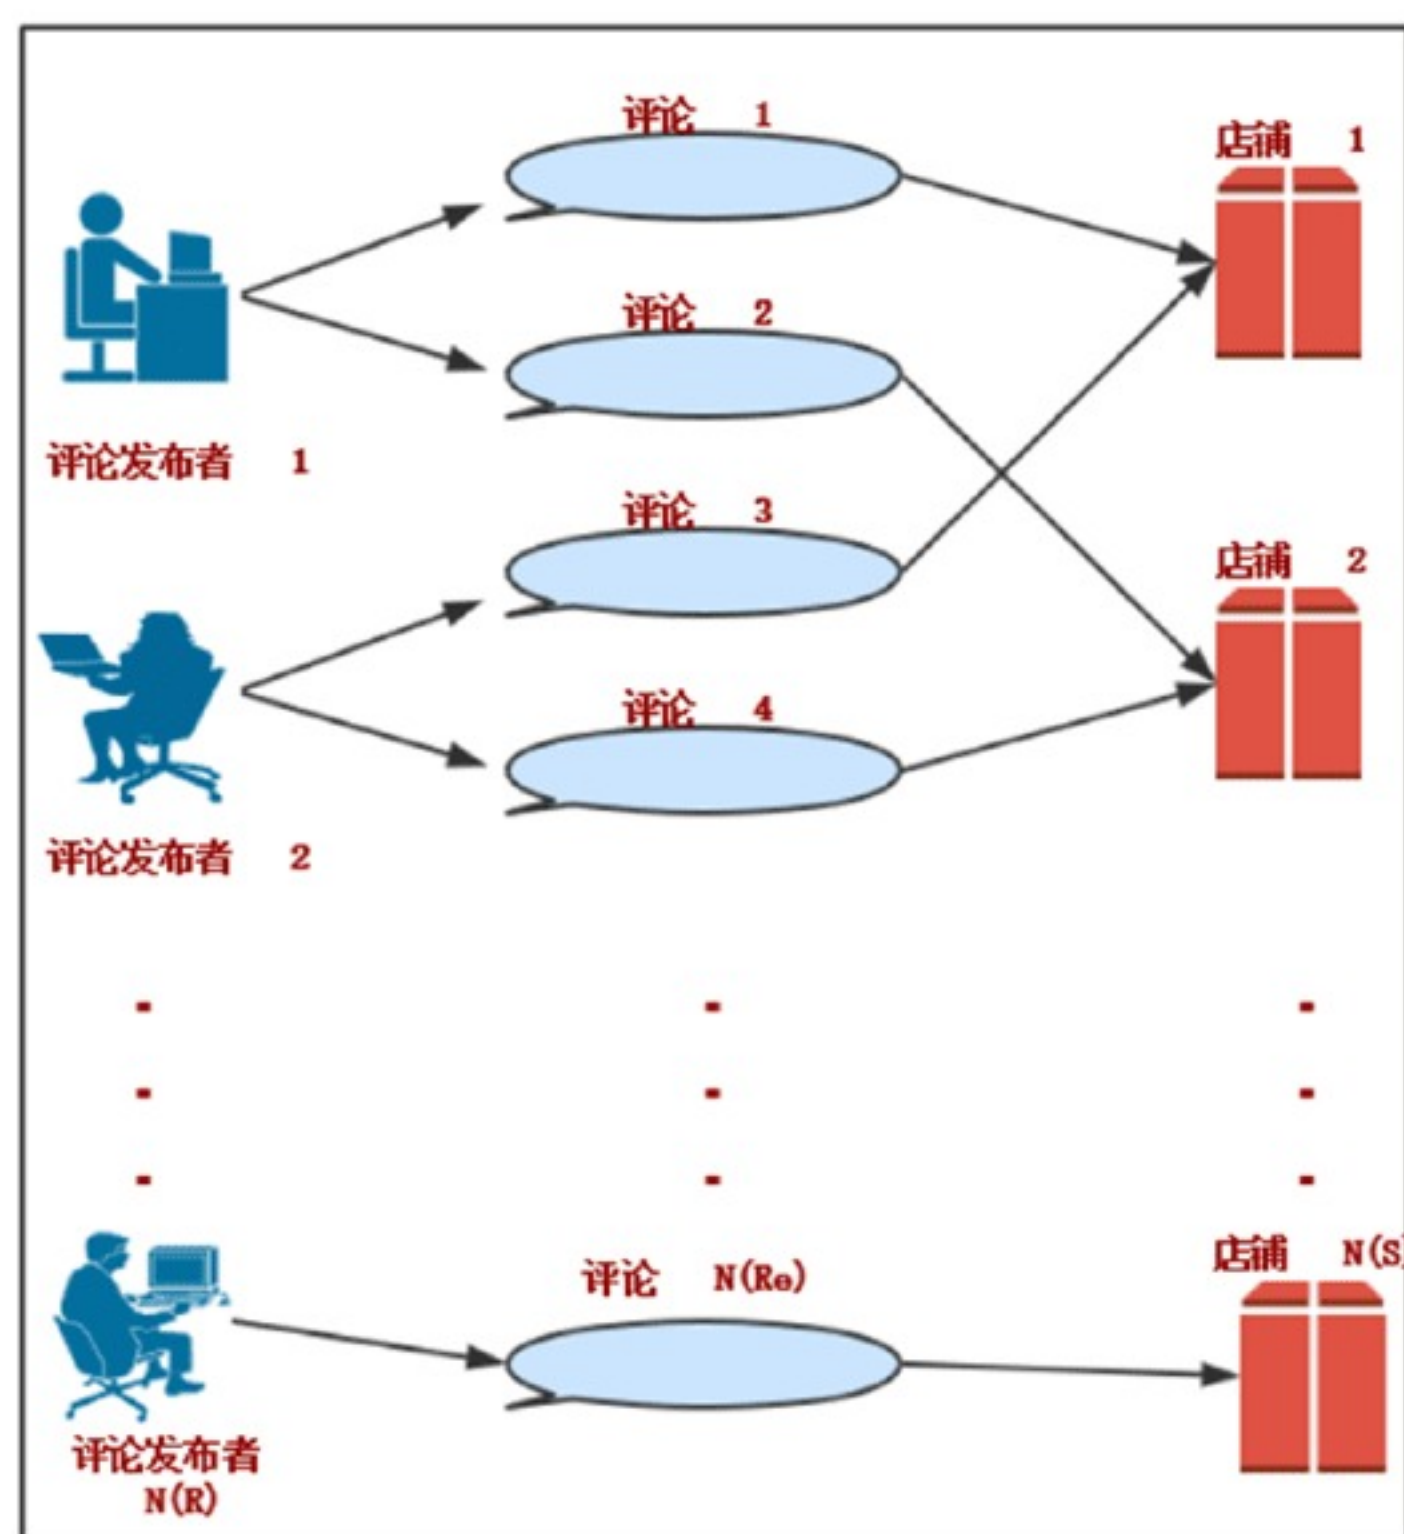 评论 1
店铺 1
评论 2
评论发布者 1
评论 3
店铺 2
评论 4
评论发布者 2
店铺 N(S)
评论 N(Re)
评论发布者
N(R)